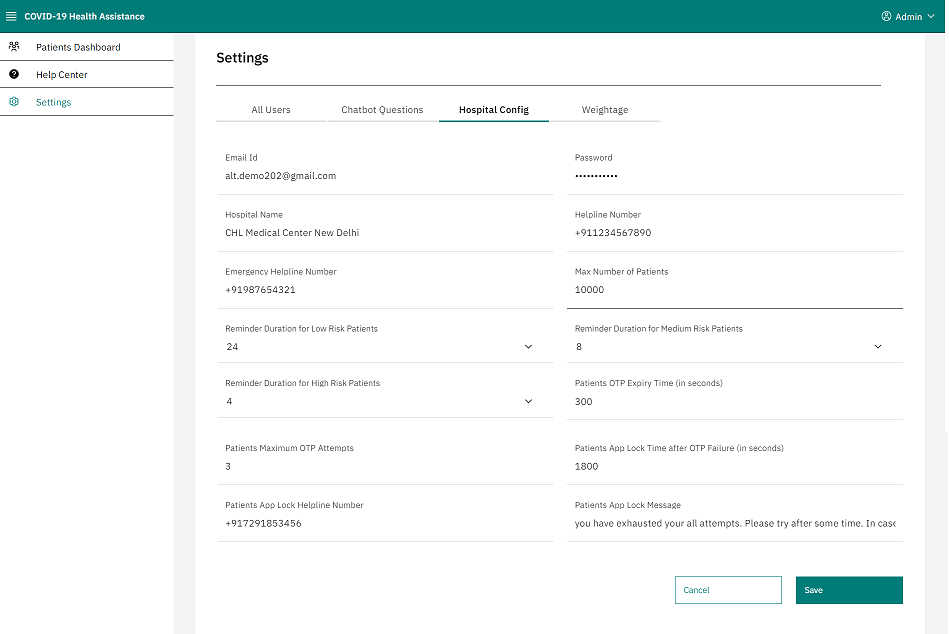 COVID-19 Health Assistance
Admin
Patients Dashboard
Help Center
Settings
Settings
All Users Chatbot Questions Hospital Config Weightage
Email Id Password
alt.demo202@gmail.com •••••••••••
Hospital Name Helpline Number
CHL Medical Center New Delhi +911234567890
Emergency Helpline Number Max Number of Patients
+91987654321 10000
Reminder Duration for Low Risk Patients Reminder Duration for Medium Risk Patients
24 8
Reminder Duration for High Risk Patients Patients OTP Expiry Time (in seconds)
4 300
Patients Maximum OTP Attempts Patients App Lock Time after OTP Failure (in seconds)
3 1800
Patients App Lock Helpline Number Patients App Lock Message
+917291853456 you have exhausted your all attempts. Please try after some time. In case
Cancel Save